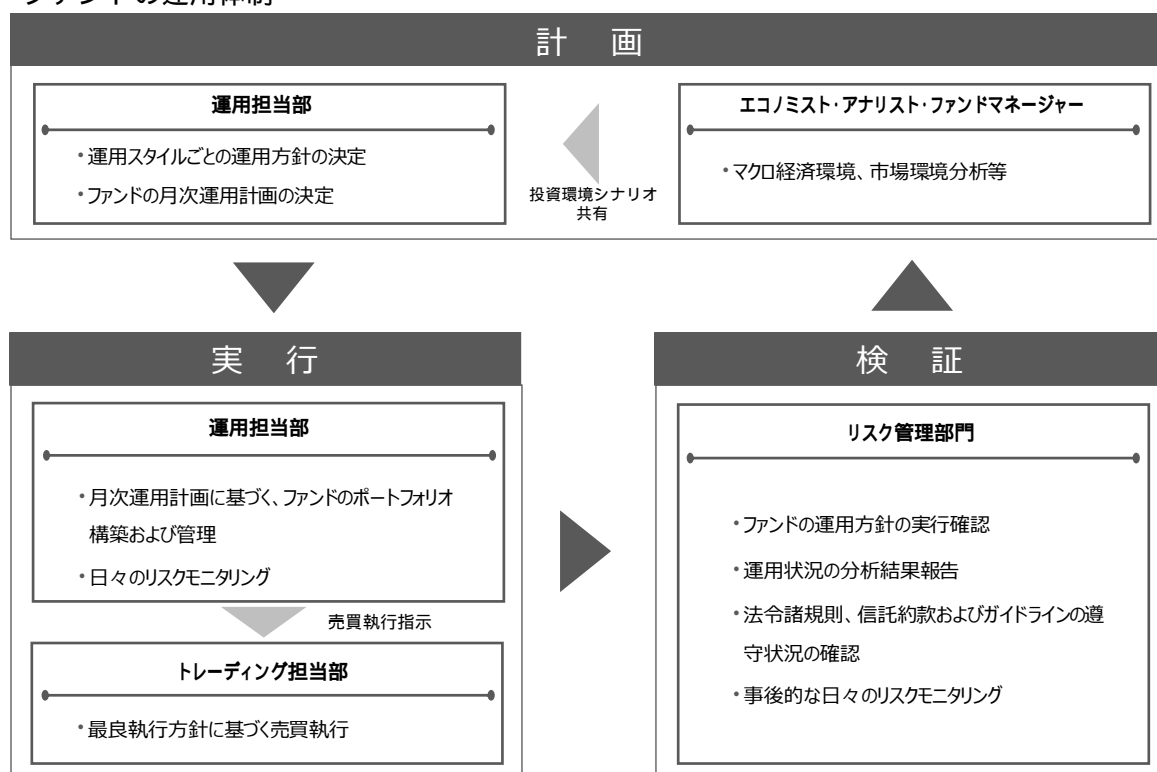 ファンドの運用体制
計 画
運用担当部
・運用スタイルごとの運用方針の決定
・ファンドの月次運用計画の決定
投資環境シナリオ
共有
エコノミスト・アナリスト・ファンドマネージャー
・マクロ経済環境、市場環境分析等
実 行
運用担当部
・月次運用計画に基づく、ファンドのポートフォリオ
構築および管理
・日々のリスクモニタリング
売買執行指示
トレーディング担当部
・最良執行方針に基づく売買執行
検 証
リスク管理部門
・ファンドの運用方針の実行確認
・運用状況の分析結果報告
・法令諸規則、信託約款およびガイドラインの遵
守状況の確認
・事後的な日々のリスクモニタリング